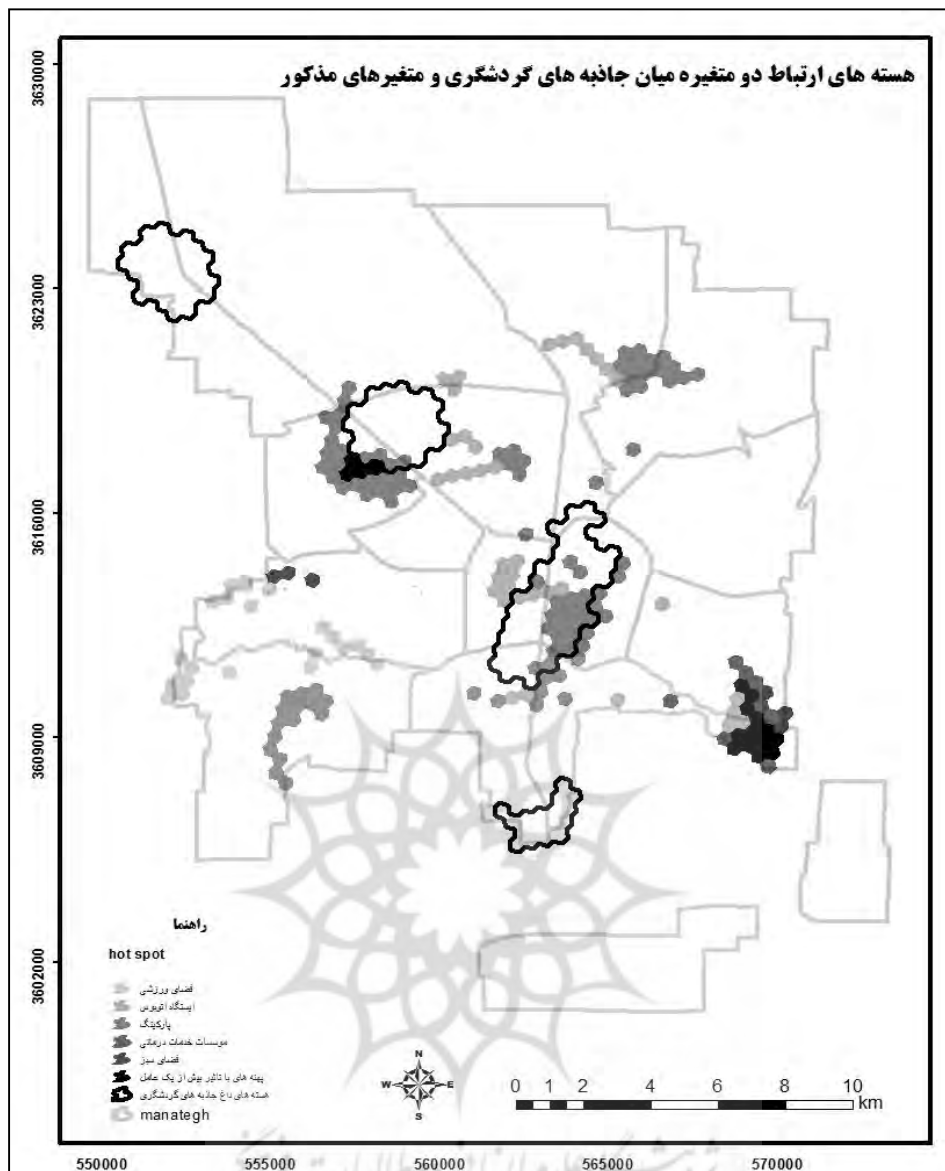 هسته های ارتباط دو متغیره میان جاذبه های گردشگری و متغیرهای مذکور
3630000
3623000
3616000
3609000
3602000
راهنما
hot spot
فضای ورزشی
ایستگاه اتوبوس
پارکینگ
موسسات خدمات درمانی
فضای سبز
پهنه های با تاثیر بیش از یک عامل
هسته های داغ جاذبه های گردشگری
manategh
N
W E
S
0 1 2 4 6 8 10
km
550000 555000 560000 565000 570000